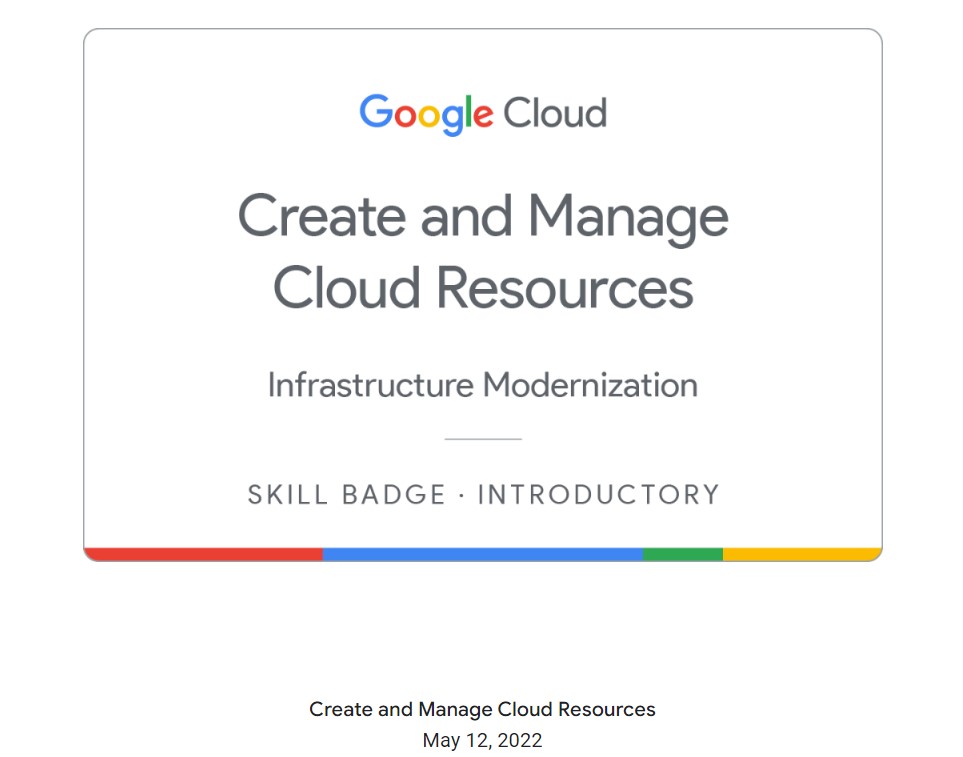 Google Cloud
Create and Manage
Cloud Resources
Infrastructure Modernization
SKILL BADGE · INTRODUCTORY
Create and Manage Cloud Resources
May 12, 2022